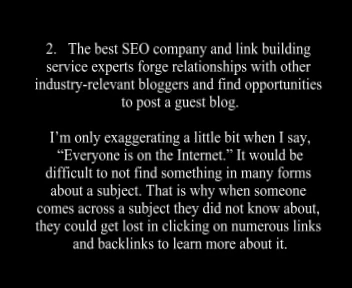 2. The best SEO company and link building
service experts forge relationships with other
industry-relevant bloggers and find opportunities
to post a guest blog.
I’m only exaggerating a little bit when I say,
“Everyone is on the Internet.” It would be
difficult to not find something in many forms
about a subject. That is why when someone
comes across a subject they did not know about,
they could get lost in clicking on numerous links
and backlinks to learn more about it.